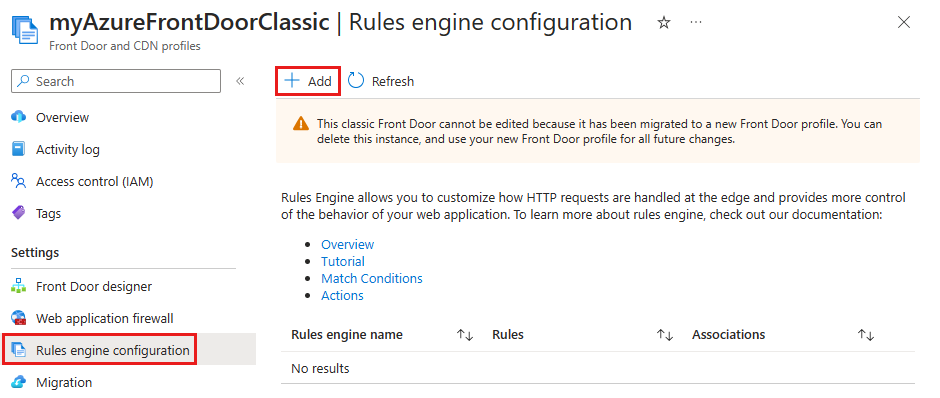 myAzureFrontDoorClassic | Rules engine configuration
Front Door and CDN profiles
Search
Add
Refresh
Overview
Activity log
Access control (IAM)
Tags
Settings
Front Door designer
Web application firewall
Rules engine configuration
Migration
This classic Front Door cannot be edited because it has been migrated to a new Front Door profile. You can
delete this instance, and use your new Front Door profile for all future changes.
Rules Engine allows you to customize how HTTP requests are handled at the edge and provides more control
of the behavior of your web application. To learn more about rules engine, check out our documentation:
Overview
Tutorial
Match Conditions
Actions
Rules engine name
Rules
Associations
No results